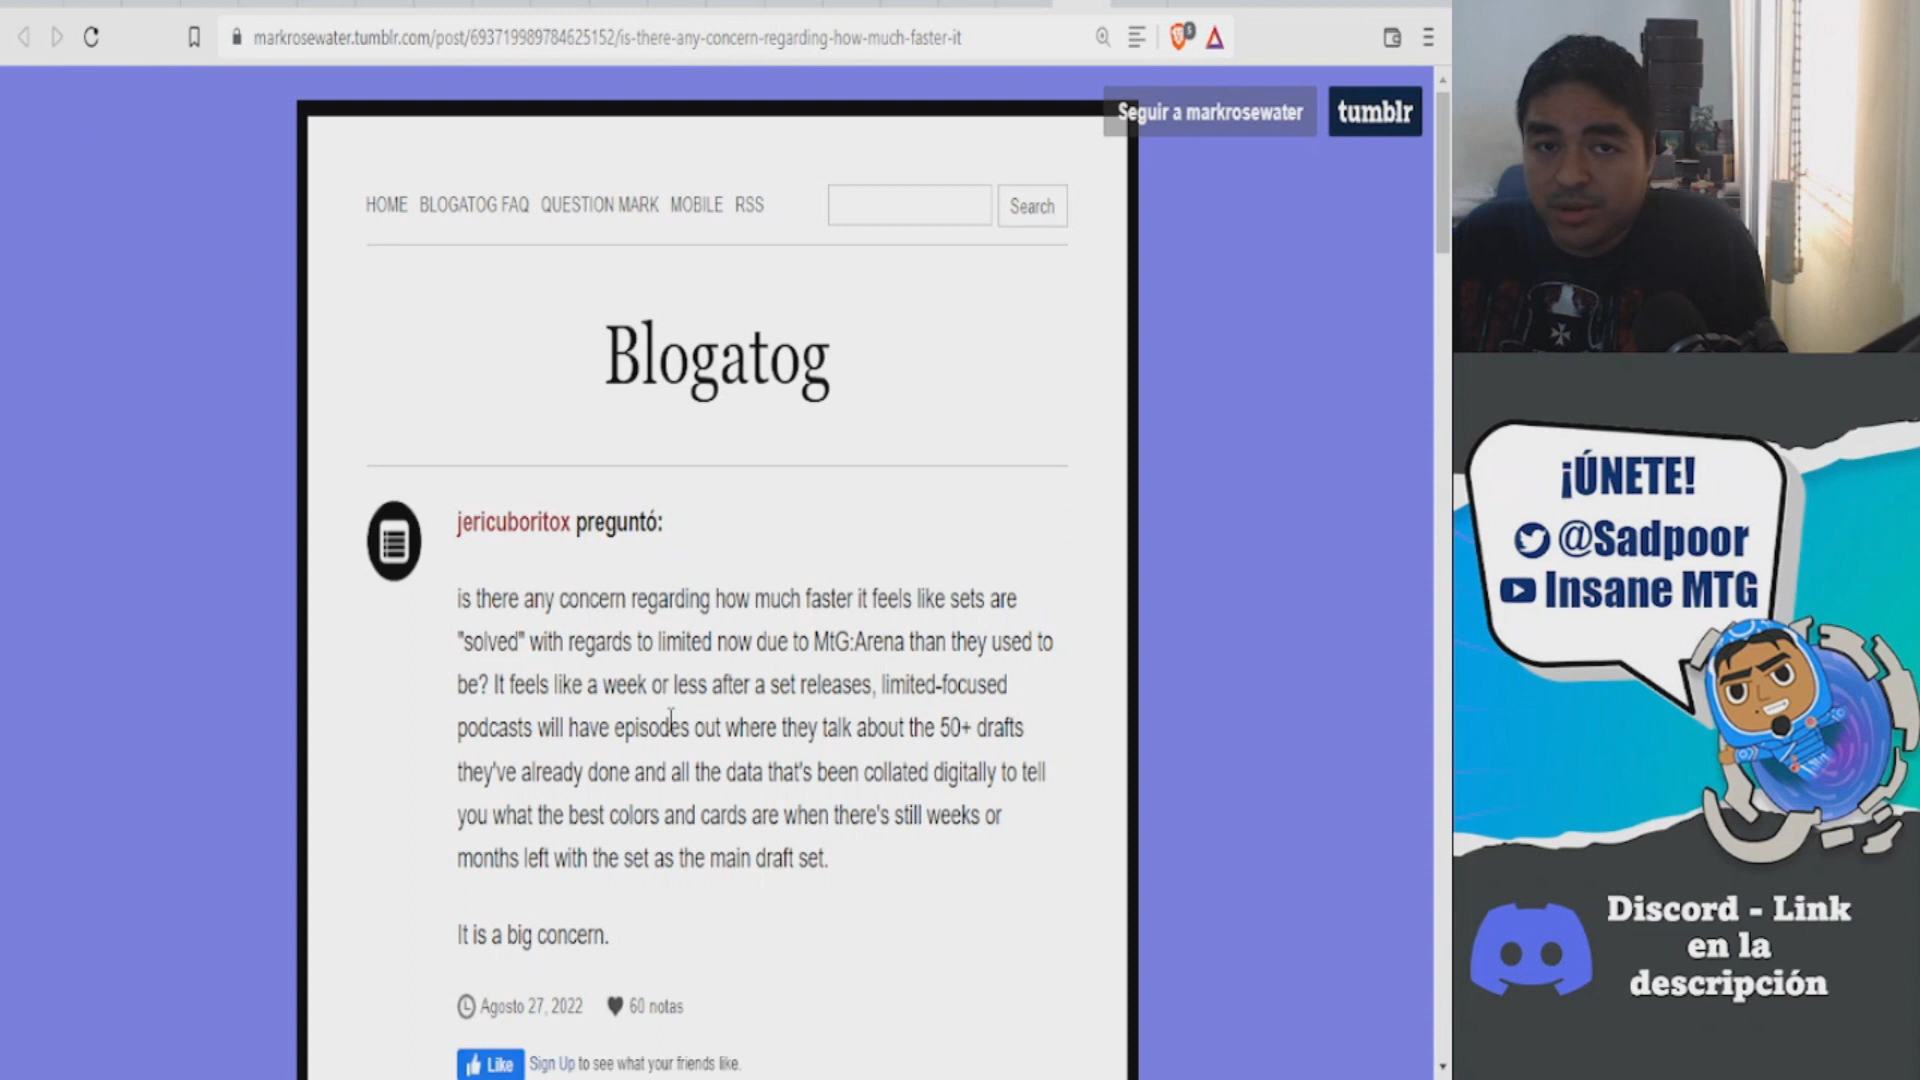 markrosewater.tumblr.com/post/693719989784625152/is-there-any-concern-regarding-how-much-faster-it
Seguir a markrosewater
tumblr
HOME BLOGATOG FAQ QUESTION MARK MOBILE RSS
Search
Blogatog
jericuboritox preguntó:
is there any concern regarding how much faster it feels like sets are
"solved" with regards to limited now due to MtG:Arena than they used to
be? It feels like a week or less after a set releases, limited-focused
podcasts will have episodes out where they talk about the 50+ drafts
they've already done and all the data that's been collated digitally to tell
you what the best colors and cards are when there's still weeks or
months left with the set as the main draft set.
It is a big concern.
Agosto 27, 2022 60 notas
Like Sign Up to see what your friends like.
¡ÚNETE!
@Sadpoor
Insane MTG
Discord - Link
en la
descripción